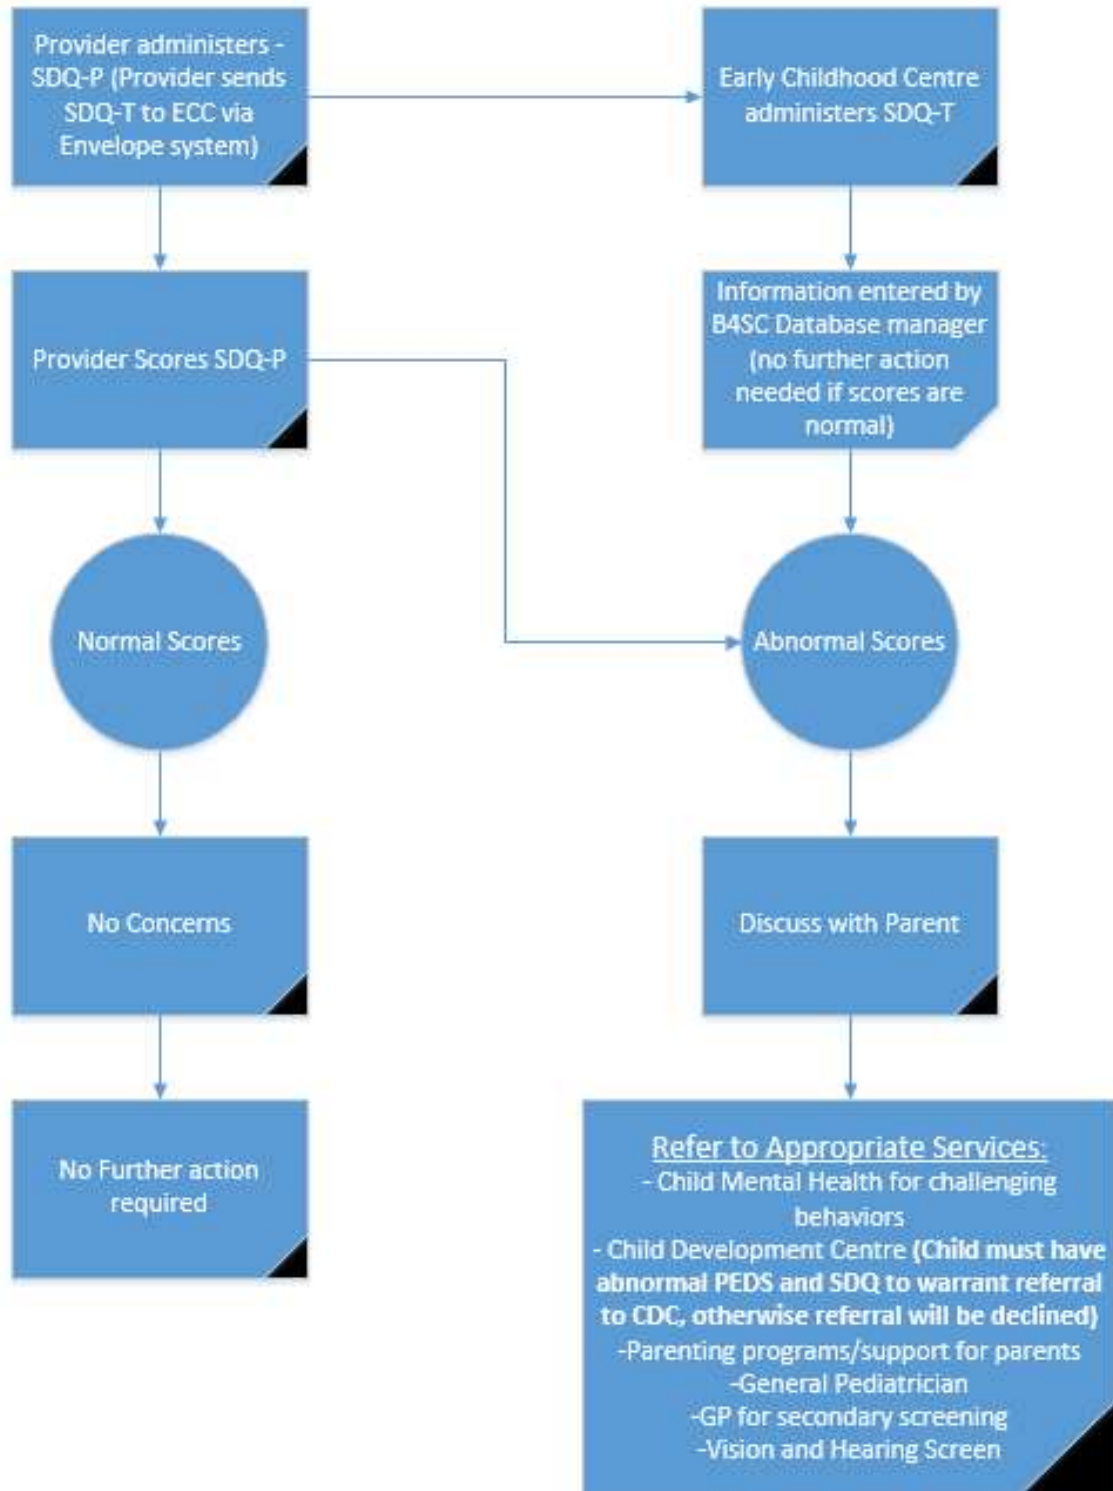 Provider administers -
SDQ-P (Provider sends
SDQ-T to ECC via
Envelope system)
Early Childhood Centre
administers SDQ-T
Provider Scores SDQ-P
Information entered by
B4SC Database manager
(no further action
needed if scores are
normal)
Normal Scores
Abnormal Scores
No Concerns
Discuss with Parent
No Further action
required
Refer to Appropriate Services:
- Child Mental Health for challenging
behaviors
- Child Development Centre (Child must have
abnormal PEDS and SDQ to warrant referral
to CDC, otherwise referral will be declined)
-Parenting programs/support for parents
-General Pediatrician
-GP for secondary screening
-Vision and Hearing Screen